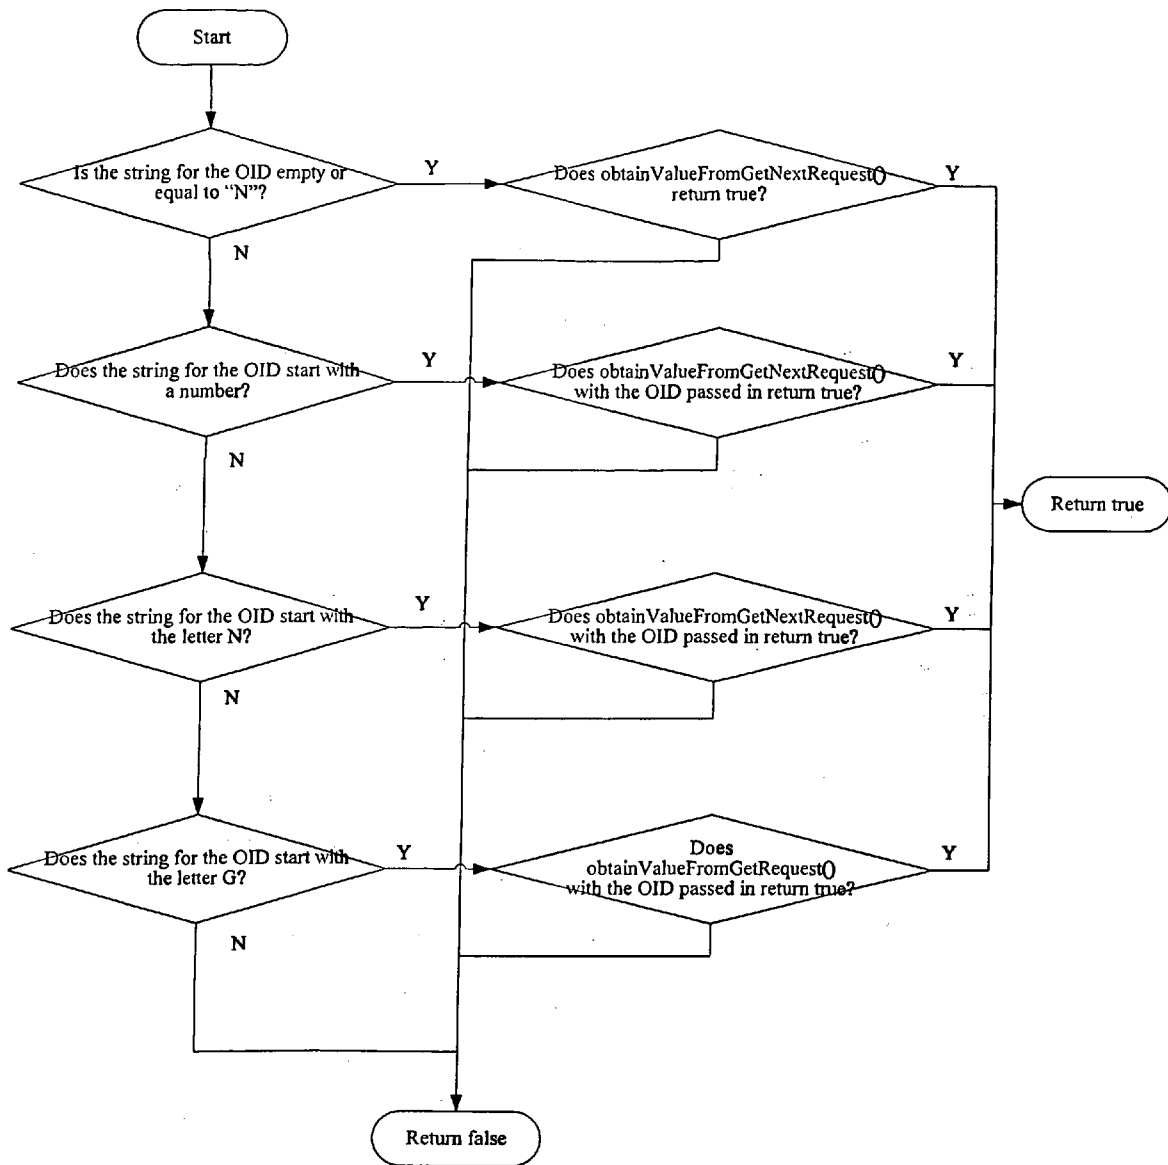 Start
Is the string for the OID empty or
equal to “N”?
Y
Does obtainValueFromGetNextRequest()
return true?
Y
N
Does the string for the OID start with
a number?
Y
Does obtainValueFromGetNextRequest()
with the OID passed in return true?
Y
N
Return true
Does the string for the OID start with
the letter N?
Y
Does obtainValueFromGetNextRequest()
with the OID passed in return true?
Y
N
Does the string for the OID start with
the letter G?
Y
Does
obtainValueFromGetRequest()
with the OID passed in return true?
Y
N
Return false